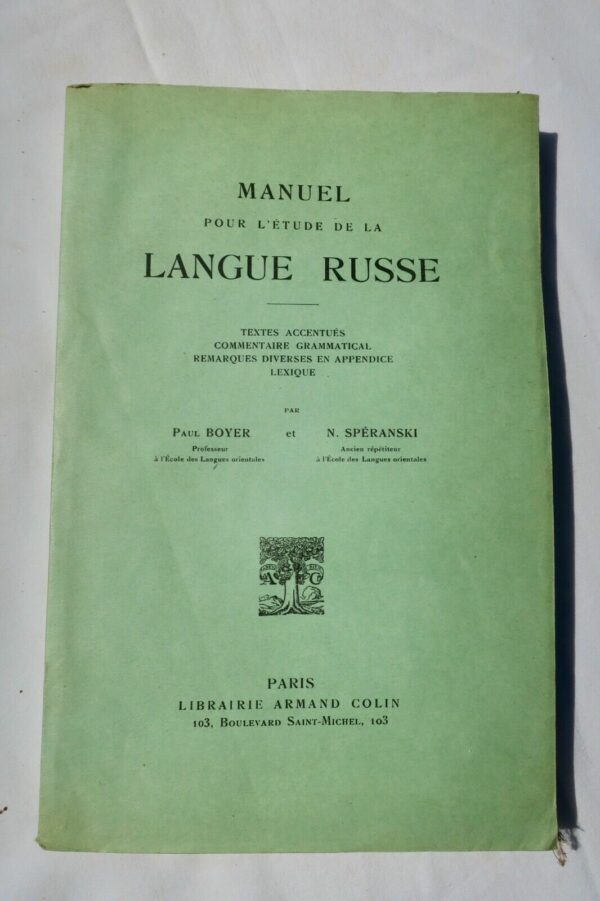 MANUEL
POUR L'ÉTUDE DE LA
LANGUE RUSSE
TEXTES ACCENTUÉS
COMMENTAIRE GRAMMATICAL
REMARQUES DIVERSES EN APPENDICE
LEXIQUE
PAR
PAUL BOYER et N. SPÉRANSKI
Professeur Ancien répétiteur
à l'École des Langues orientales à l'École des Langues orientales
A C
PARIS
LIBRAIRIE ARMAND COLIN
103, BOULEVARD SAINT-MICHEL, 103